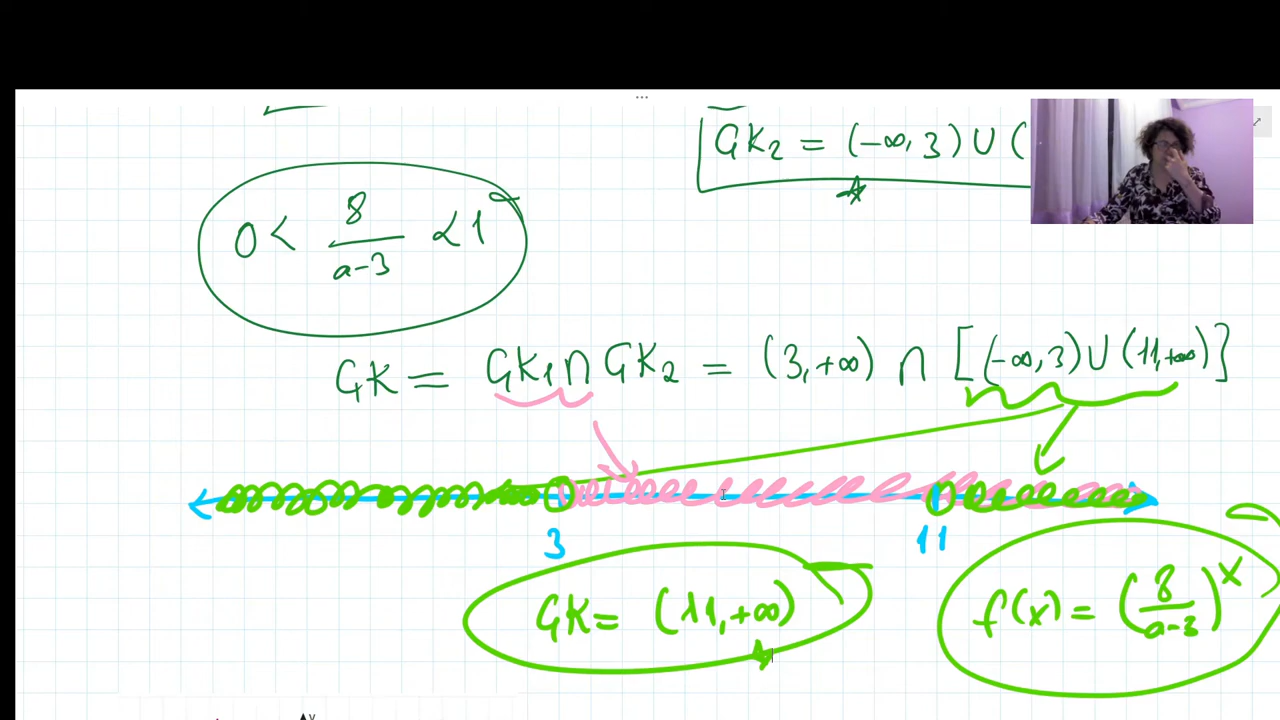 GK₂ = (-∞, 3) ∪ (
0 < 8/(a-3) < 1
GK = GK₁ ∩ GK₂ = (3, +∞) ∩ [(-∞, 3) ∪ (11, +∞)]
3 11
GK = (11, +∞)
f(x) = (8/(a-3))^x
y